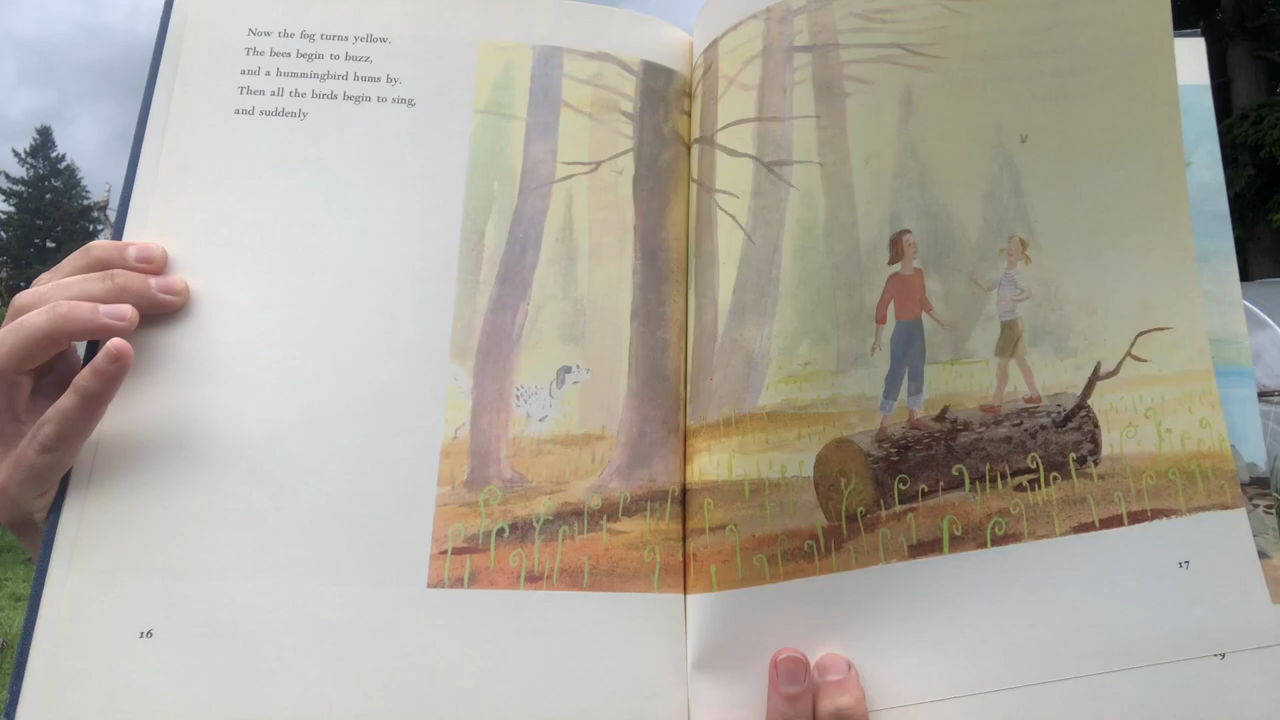 Now the fog turns yellow.
The bees begin to buzz,
and a hummingbird hums by.
Then all the birds begin to sing,
and suddenly
16
17
19